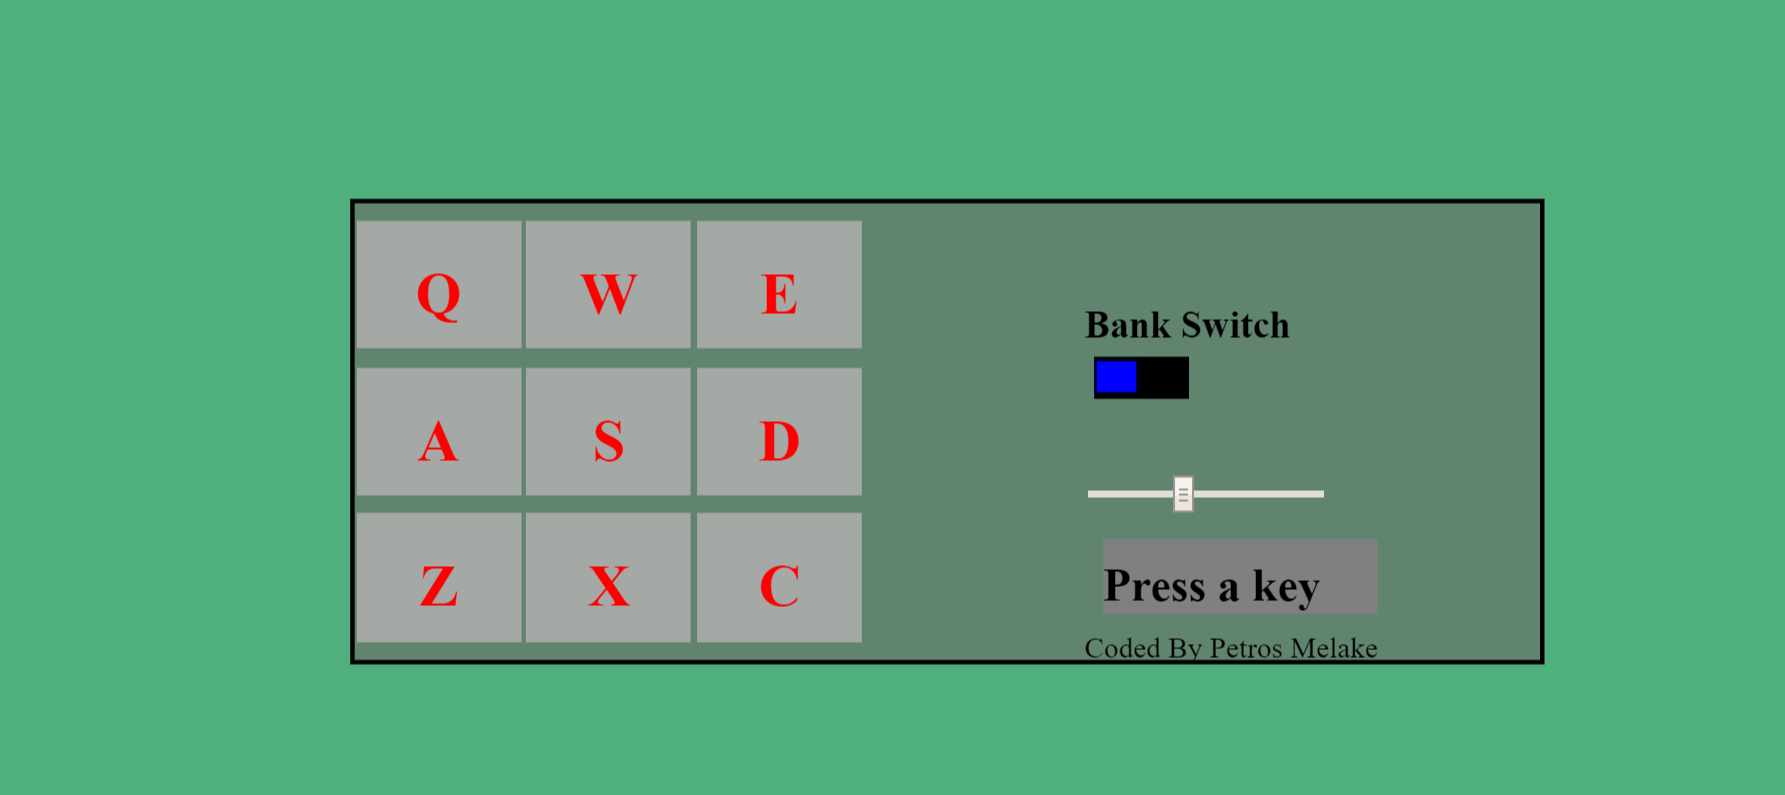 Q W E
A S D
Z X C
Bank Switch
Press a key
Coded By Petros Melake